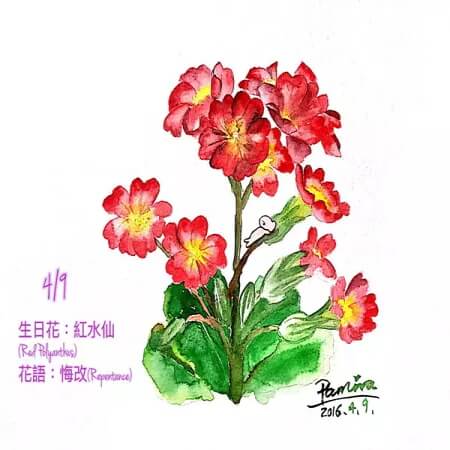 4/9
生日花：紅水仙
(Red Polyanthus)
花語：悔改(Repentance)
Pamina
2016.4.9.